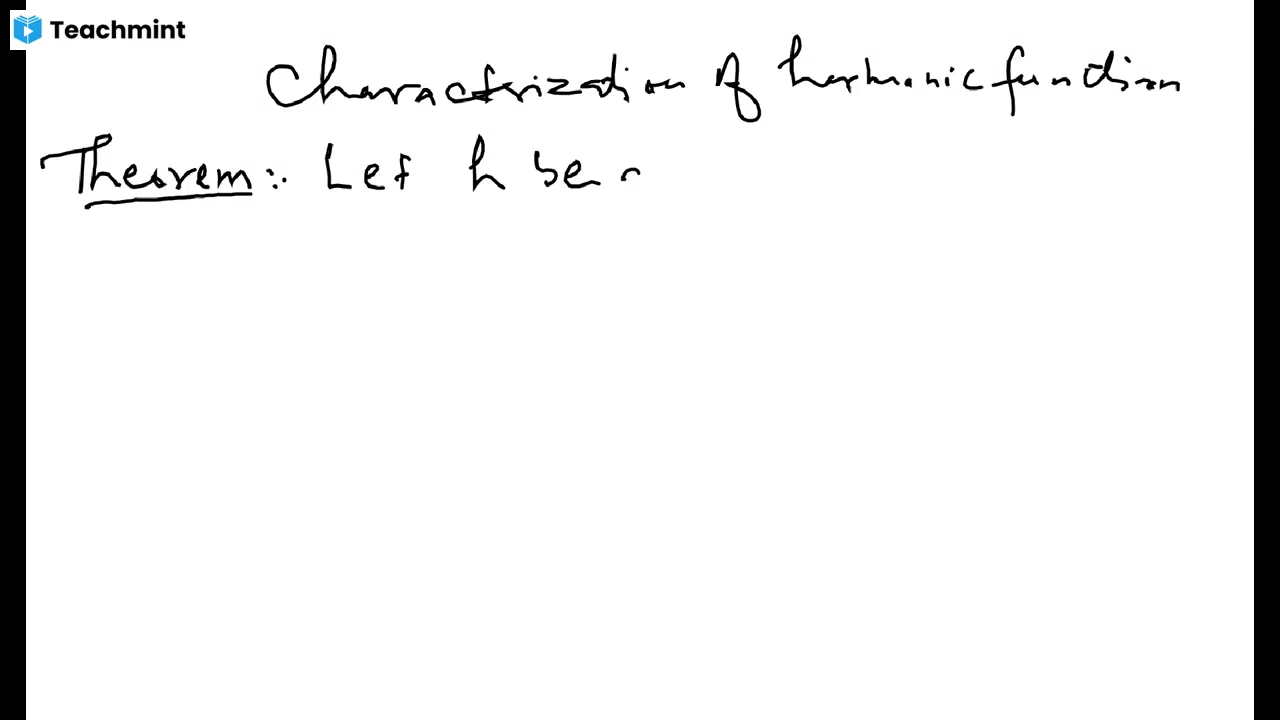 Teachmint
Characterization of harmonic function
Theorem:. Let h be